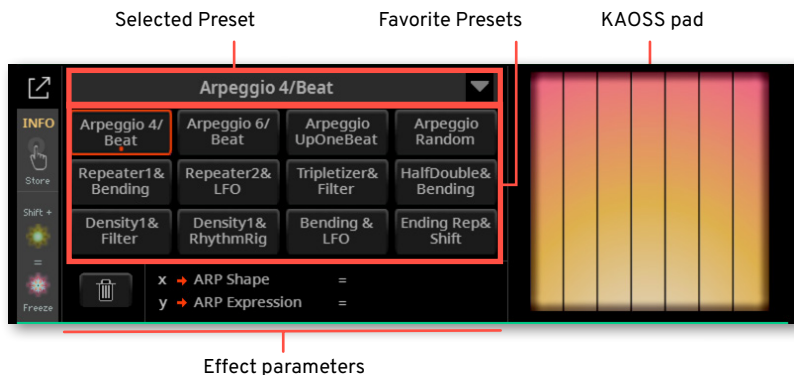 Selected Preset Favorite Presets KAOSS pad
Arpeggio 4/Beat
INFO
Store
Shift +
=
Freeze
Arpeggio 4/ Arpeggio 6/ Arpeggio Arpeggio
Beat Beat UpOneBeat Random
Repeater1& Repeater2& Tripletizer& HalfDouble&
Bending LFO Filter Bending
Density1& Density1& Bending & Ending Rep&
Filter RhythmRig LFO Shift
x → ARP Shape =
y → ARP Expression =
Effect parameters